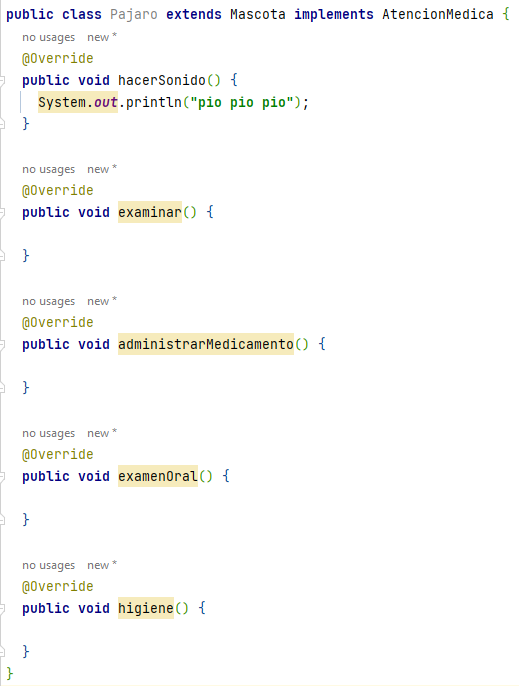 public class Pajaro extends Mascota implements AtencionMedica {
no usages   new *
@Override
public void hacerSonido() {
System.out.println("pio pio pio");
}
no usages   new *
@Override
public void examinar() {
}
no usages   new *
@Override
public void administrarMedicamento() {
}
no usages   new *
@Override
public void examenOral() {
}
no usages   new *
@Override
public void higiene() {
}
}